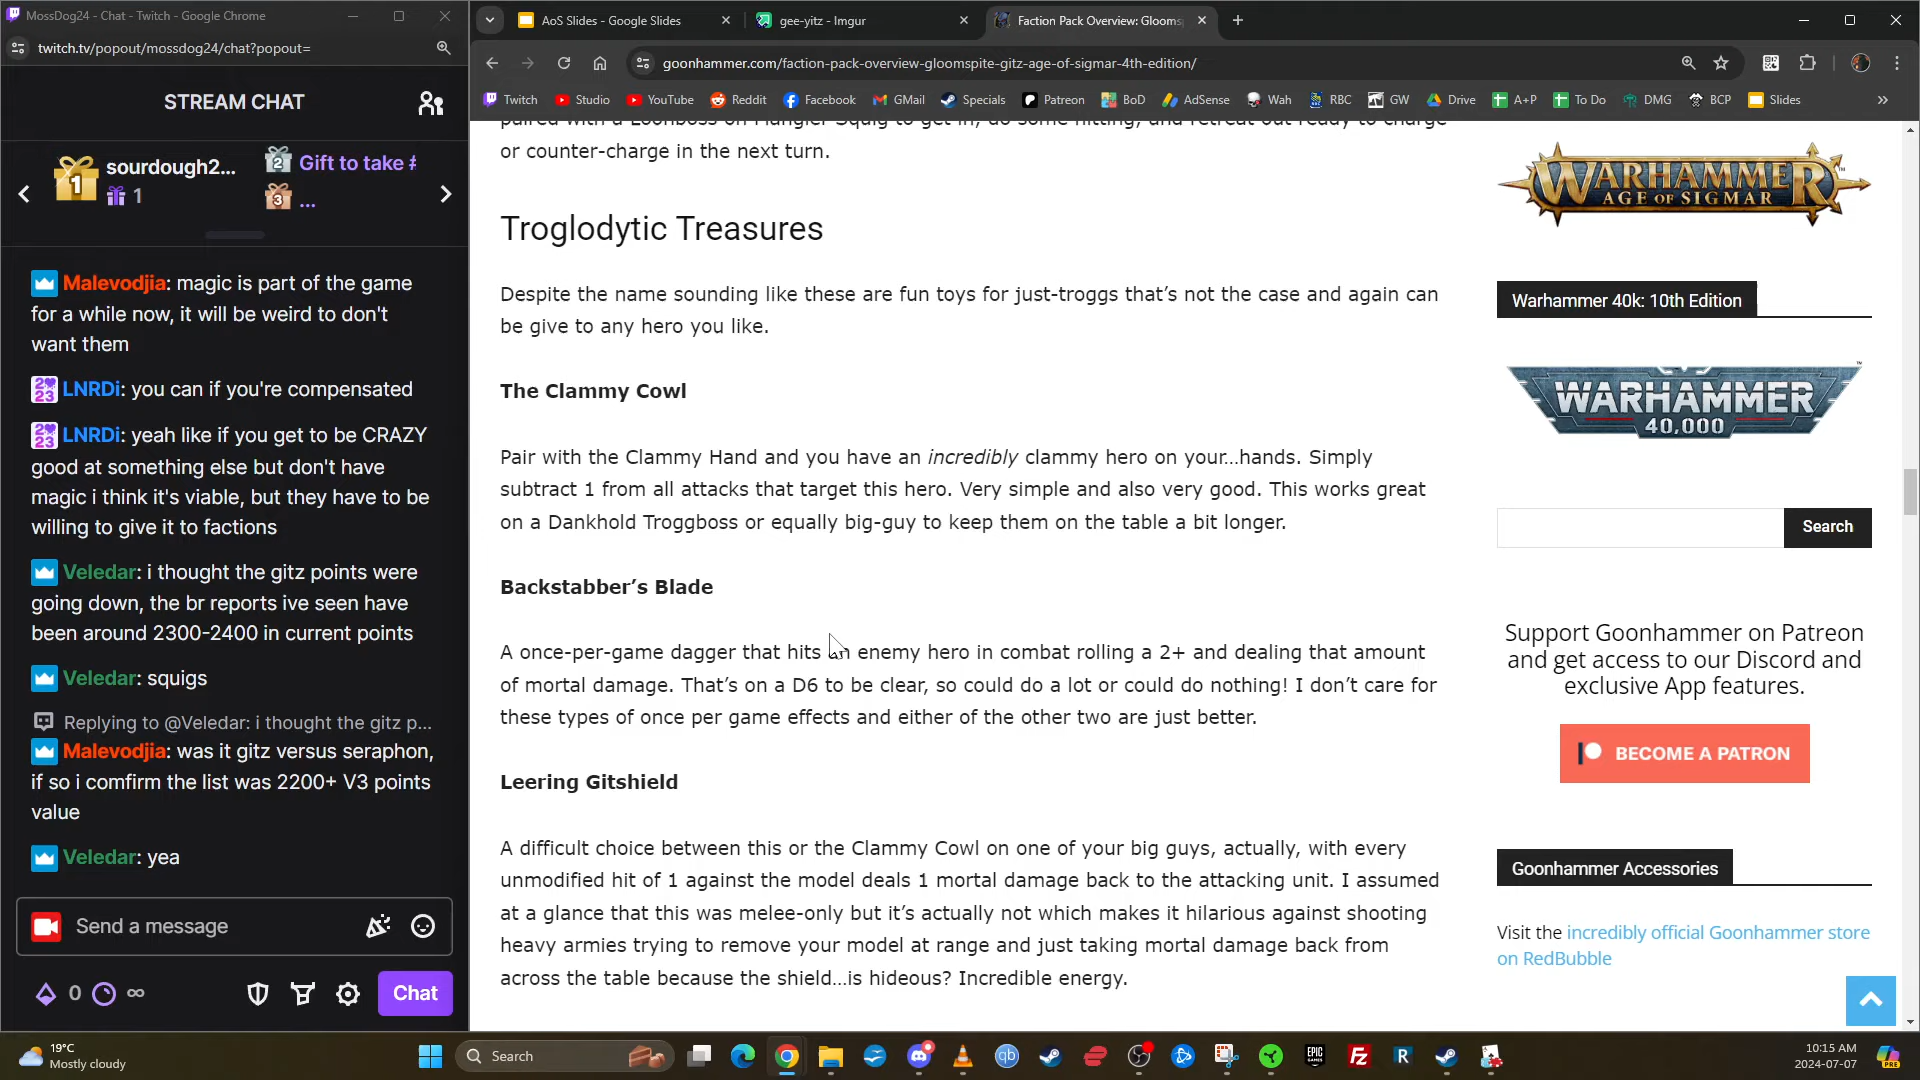 MossDog24 - Chat - Twitch - Google Chrome
twitch.tv/popout/mossdog24/chat?popout=
STREAM CHAT
1
sourdough2...
1
2
Gift to take #
3
...
Malevodjia: magic is part of the game
for a while now, it will be weird to don't
want them
LNRDi: you can if you're compensated
LNRDi: yeah like if you get to be CRAZY
good at something else but don't have
magic i think it's viable, but they have to be
willing to give it to factions
Veledar: i thought the gitz points were
going down, the br reports ive seen have
been around 2300-2400 in current points
Veledar: squigs
Replying to @Veledar: i thought the gitz p...
Malevodjia: was it gitz versus seraphon,
if so i comfirm the list was 2200+ V3 points
value
Veledar: yea
Send a message
0
∞
Chat
AoS Slides - Google Slides
gee-yitz - Imgur
Faction Pack Overview: Glooms
goonhammer.com/faction-pack-overview-gloomspite-gitz-age-of-sigmar-4th-edition/
Twitch
Studio
YouTube
Reddit
Facebook
GMail
Specials
Patreon
BoD
AdSense
Wah
RBC
GW
Drive
A+P
To Do
DMG
BCP
Slides
paired with a Loonboss on Mangler Squig to get in, do some hitting, and retreat out ready to charge
or counter-charge in the next turn.
Troglodytic Treasures
Despite the name sounding like these are fun toys for just-troggs that's not the case and again can
be give to any hero you like.
The Clammy Cowl
Pair with the Clammy Hand and you have an incredibly clammy hero on your...hands. Simply
subtract 1 from all attacks that target this hero. Very simple and also very good. This works great
on a Dankhold Troggboss or equally big-guy to keep them on the table a bit longer.
Backstabber's Blade
A once-per-game dagger that hits an enemy hero in combat rolling a 2+ and dealing that amount
of mortal damage. That's on a D6 to be clear, so could do a lot or could do nothing! I don't care for
these types of once per game effects and either of the other two are just better.
Leering Gitshield
A difficult choice between this or the Clammy Cowl on one of your big guys, actually, with every
unmodified hit of 1 against the model deals 1 mortal damage back to the attacking unit. I assumed
at a glance that this was melee-only but it's actually not which makes it hilarious against shooting
heavy armies trying to remove your model at range and just taking mortal damage back from
across the table because the shield...is hideous? Incredible energy.
WARHAMMER
AGE OF SIGMAR
Warhammer 40k: 10th Edition
WARHAMMER
40,000
Search
Support Goonhammer on Patreon
and get access to our Discord and
exclusive App features.
BECOME A PATRON
Goonhammer Accessories
Visit the incredibly official Goonhammer store
on RedBubble
19°C
Mostly cloudy
Search
10:15 AM
2024-07-07